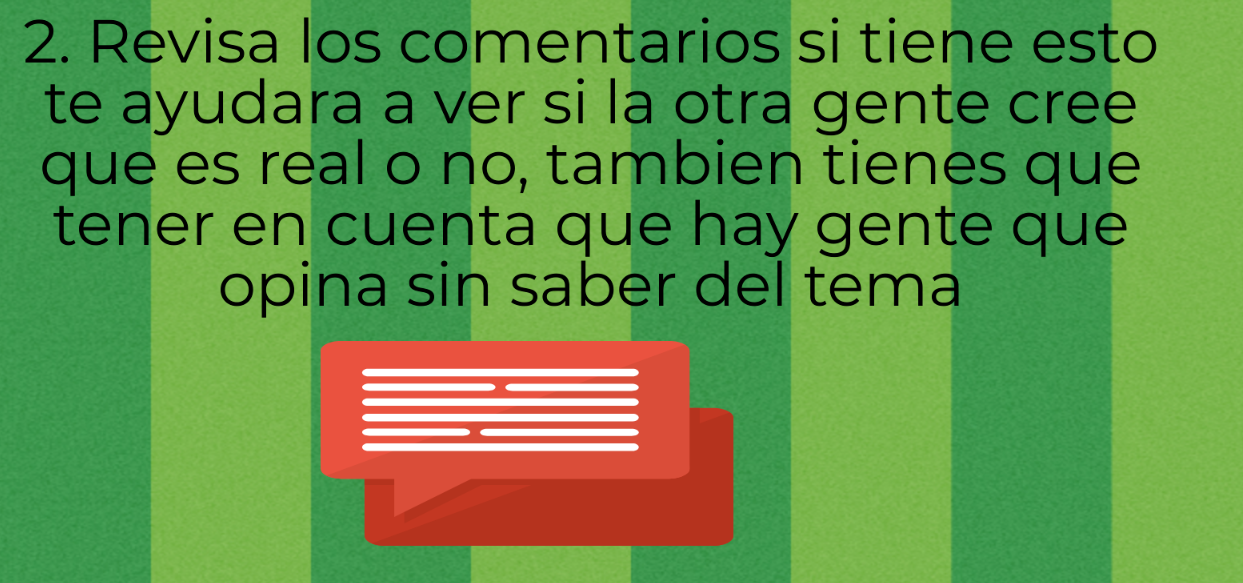 2. Revisa los comentarios si tiene esto
te ayudara a ver si la otra gente cree
que es real o no, tambien tienes que
tener en cuenta que hay gente que
opina sin saber del tema